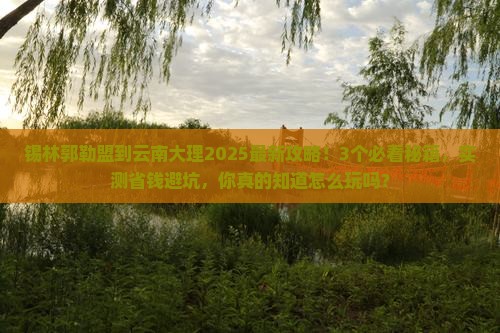 锡林郭勒盟到云南大理2025最新攻略！3个必看秘籍，实
测省钱避坑，你真的知道怎么玩吗？